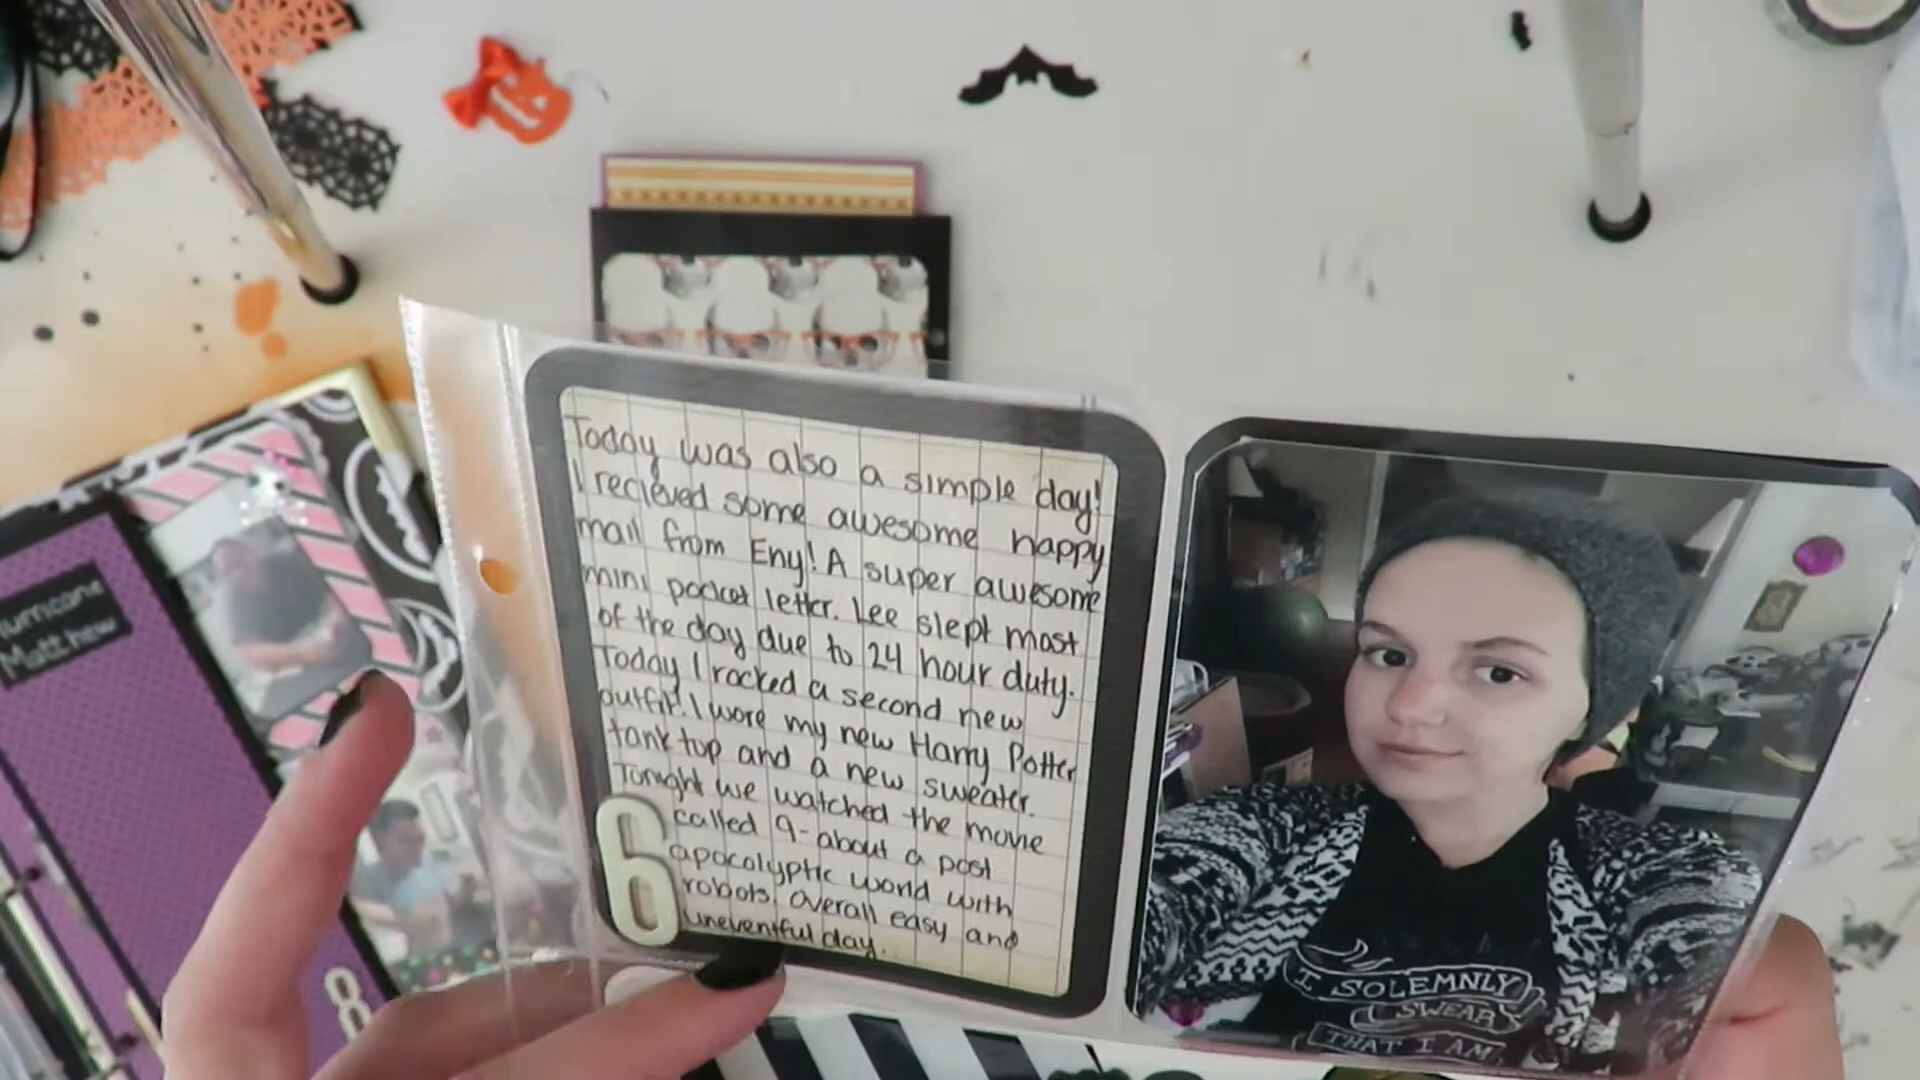 Today was also a simple day!
I recieved some awesome happy
mail from Eny! A super awesome
mini pocket letter. Lee slept most
of the day due to 24 hour duty.
Today I rocked a second new
outfit! I wore my new Harry Potter
tank top and a new sweater.
Tonight we watched the movie
called 9-about a post
apocolyptic world with
robots. Overall easy and
uneventful day.
6
I SOLEMNLY
SWEAR
THAT I AM
Hurricane
Matthew
8